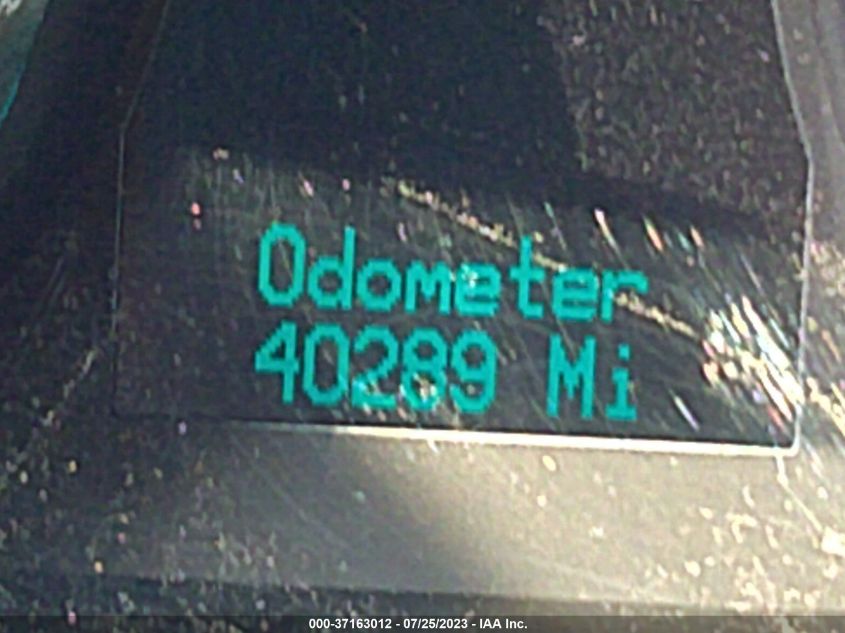 Odometer
40289 Mi
000-37163012 - 07/25/2023 - IAA Inc.